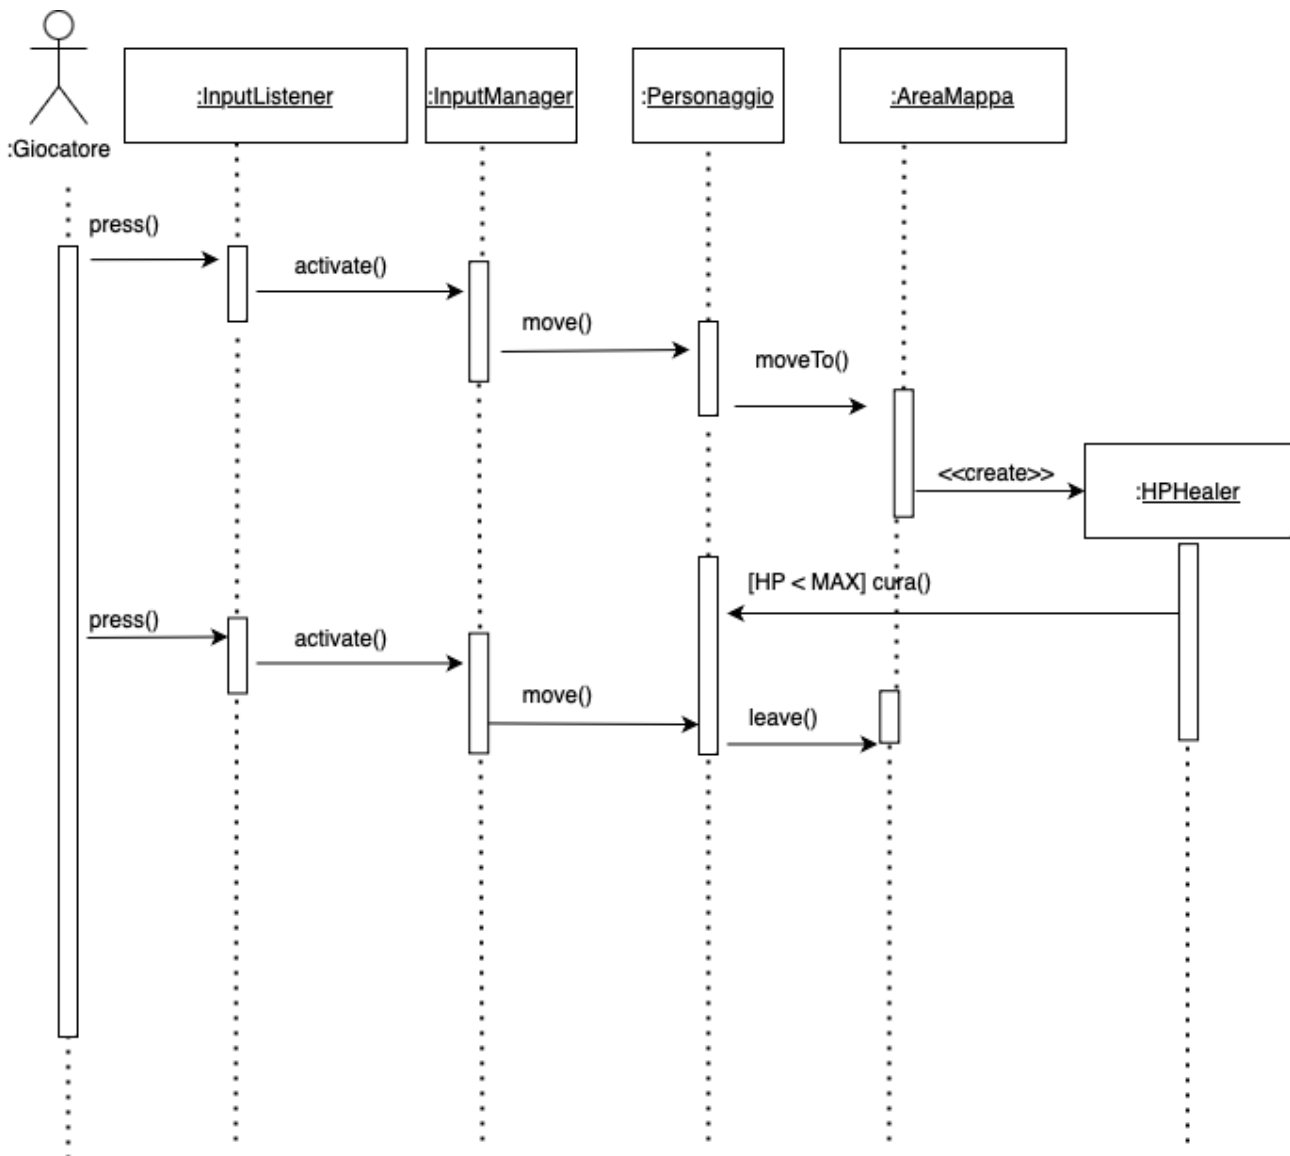 :InputListener
:InputManager
:Personaggio
:AreaMappa
:Giocatore
press()
activate()
move()
moveTo()
<<create>>
:HPHealer
[HP < MAX] cura()
press()
activate()
move()
leave()